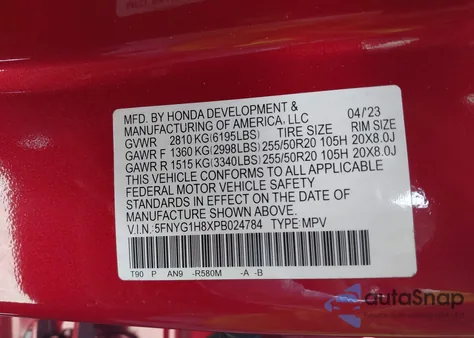 MFD. BY HONDA DEVELOPMENT &
MANUFACTURING OF AMERICA, LLC 04/23
GVWR 2810 KG(6195LBS) TIRE SIZE RIM SIZE
GAWR F 1360 KG(2998LBS) 255/50R20 105H 20X8.0J
GAWR R 1515 KG(3340LBS) 255/50R20 105H 20X8.0J
THIS VEHICLE CONFORMS TO ALL APPLICABLE
FEDERAL MOTOR VEHICLE SAFETY
STANDARDS IN EFFECT ON THE DATE OF
MANUFACTURE SHOWN ABOVE.
V.I.N.:5FNYG1H8XPB024784 TYPE:MPV
T90 P AN9 -R580M -A -B
autoSnap